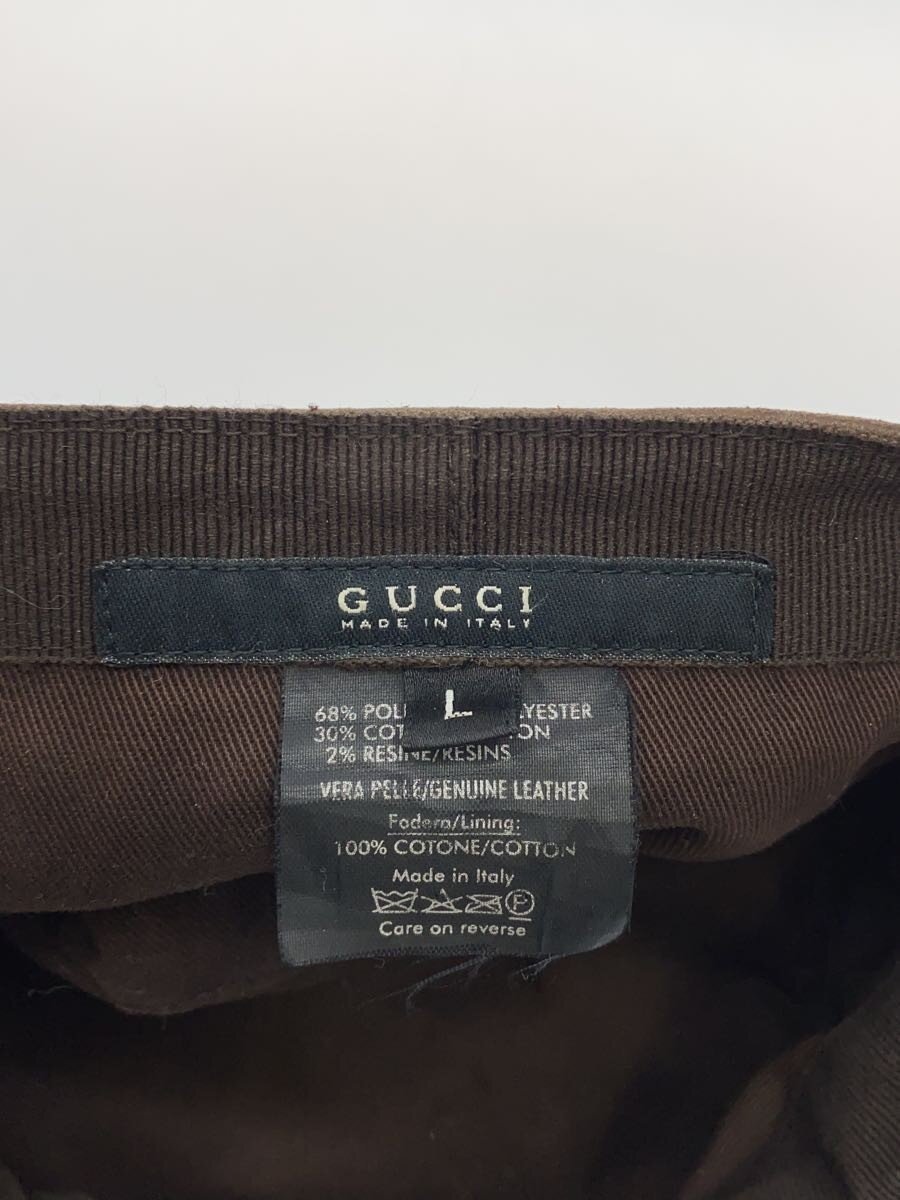 GUCCI
MADE IN ITALY
L
68% POLI YESTER
30% COT ON
2% RESINE/RESINS
VERA PELLE/GENUINE LEATHER
Fodera/Lining:
100% COTONE/COTTON
Made in Italy
P
Care on reverse